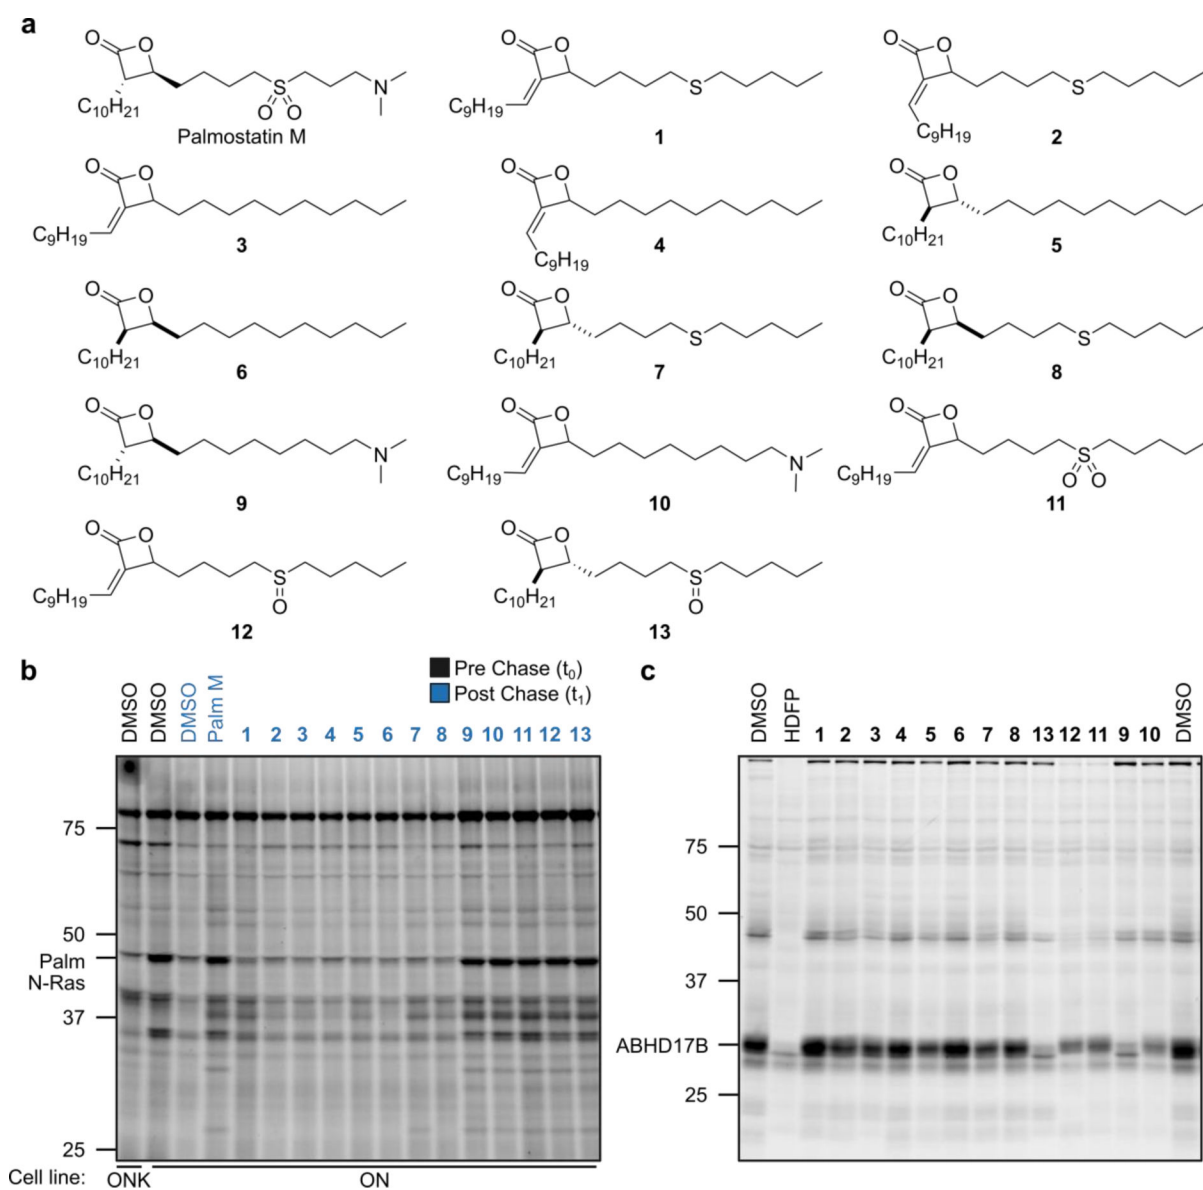 a
O O S O O N C10H21 Palmostatin M
O O S C9H19 1
O O S C9H19 2
O O C9H19 3
O O C9H19 4
O O C10H21 5
O O C10H21 6
O O S C10H21 7
O O S C10H21 8
O O N C10H21 9
O O N C9H19 10
O O S O O C9H19 11
O O S O C9H19 12
O O S O C10H21 13
b
Pre Chase (t0)
Post Chase (t1)
DMSO DMSO DMSO Palm M 1 2 3 4 5 6 7 8 9 10 11 12 13
75
50
Palm
N-Ras
37
25
Cell line: ONK ON
c
DMSO HDFP 1 2 3 4 5 6 7 8 13 12 11 9 10 DMSO
75
50
37
ABHD17B
25